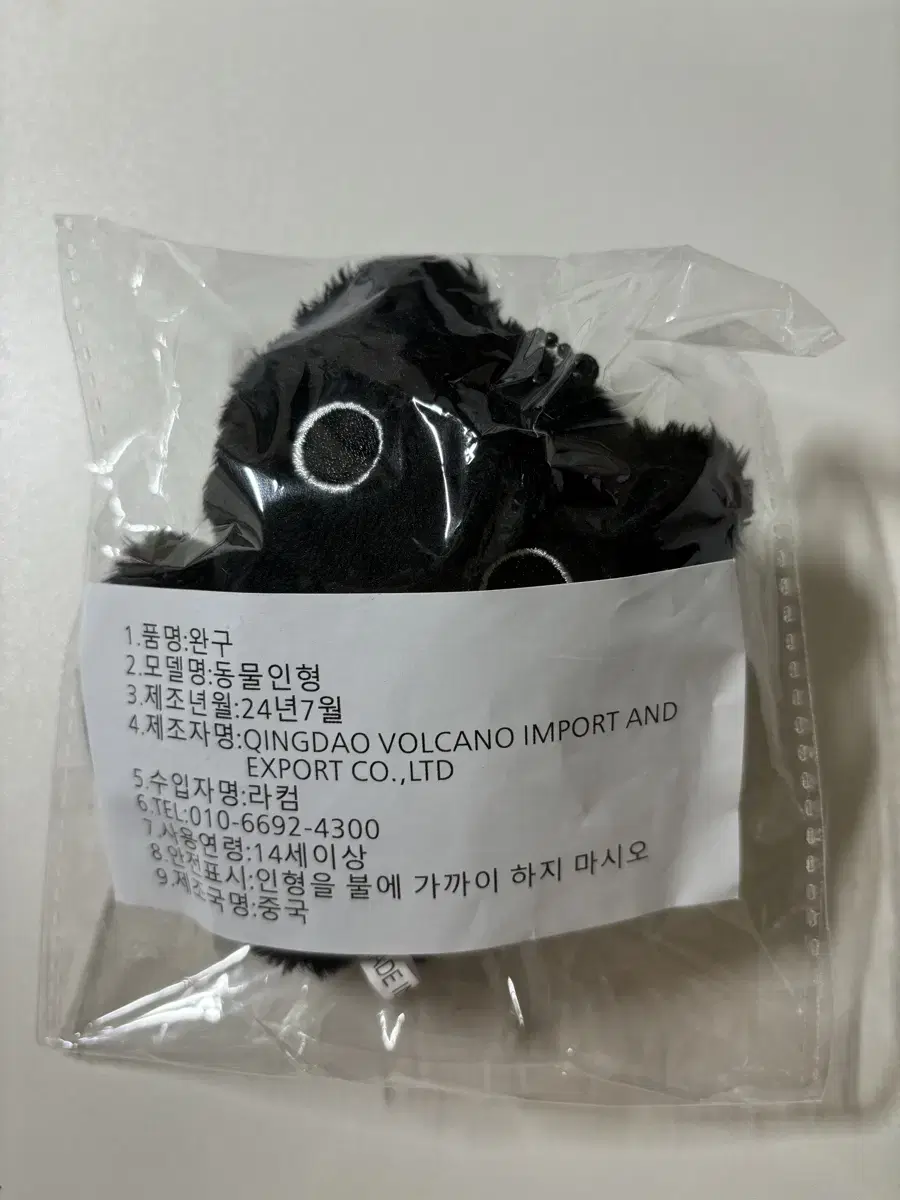 1.품명:완구
2.모델명:동물인형
3.제조년월:24년7월
4.제조자명:QINGDAO VOLCANO IMPORT AND
EXPORT CO.,LTD
5.수입자명:라컴
6.TEL:010-6692-4300
7.사용연령:14세이상
8.안전표시:인형을 불에 가까이 하지 마시오
9.제조국명:중국